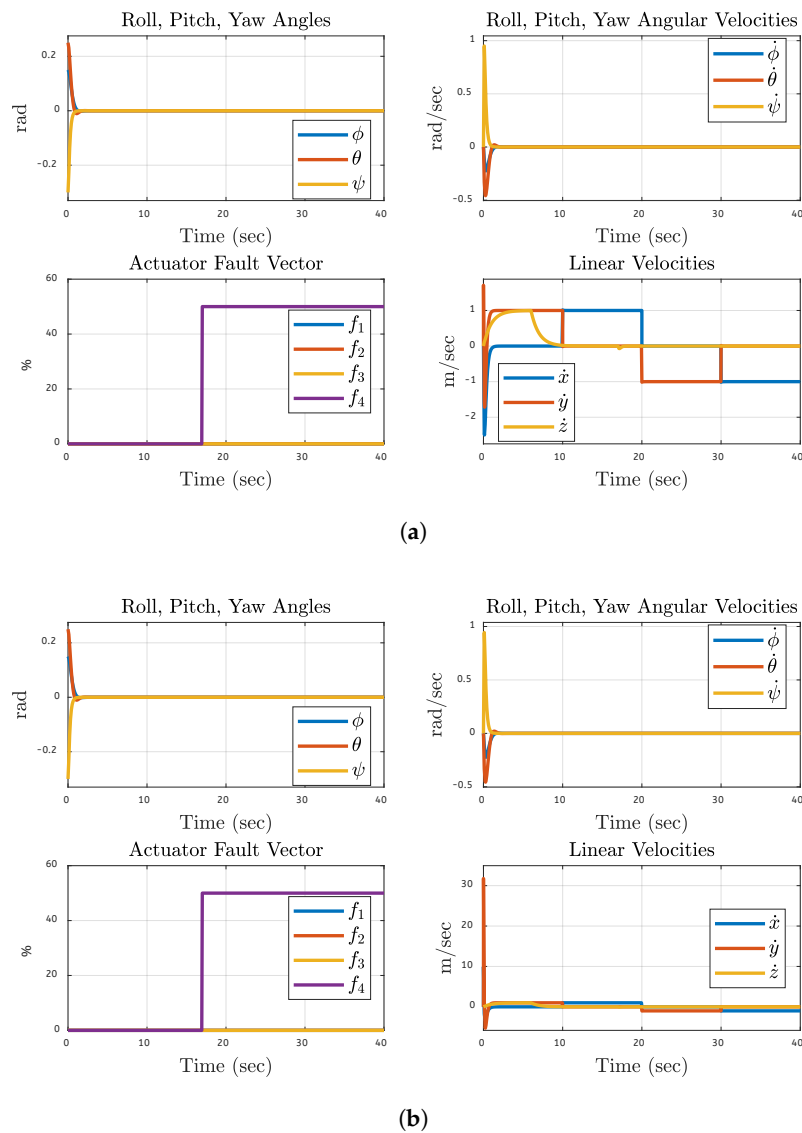 Roll, Pitch, Yaw Angles
0.2
0
-0.2
rad
ϕ
θ
ψ
0 10 20 30 40
Time (sec)
Roll, Pitch, Yaw Angular Velocities
1
0.5
0
-0.5
rad/sec
ϕ̇
θ̇
ψ̇
0 10 20 30 40
Time (sec)
Actuator Fault Vector
60
40
20
0
%
f₁
f₂
f₃
f₄
0 10 20 30 40
Time (sec)
Linear Velocities
1
0
-1
-2
m/sec
ẋ
ẏ
ż
0 10 20 30 40
Time (sec)
(a)
Roll, Pitch, Yaw Angles
0.2
0
-0.2
rad
ϕ
θ
ψ
0 10 20 30 40
Time (sec)
Roll, Pitch, Yaw Angular Velocities
1
0.5
0
-0.5
rad/sec
ϕ̇
θ̇
ψ̇
0 10 20 30 40
Time (sec)
Actuator Fault Vector
60
40
20
0
%
f₁
f₂
f₃
f₄
0 10 20 30 40
Time (sec)
Linear Velocities
30
20
10
0
m/sec
ẋ
ẏ
ż
0 10 20 30 40
Time (sec)
(b)